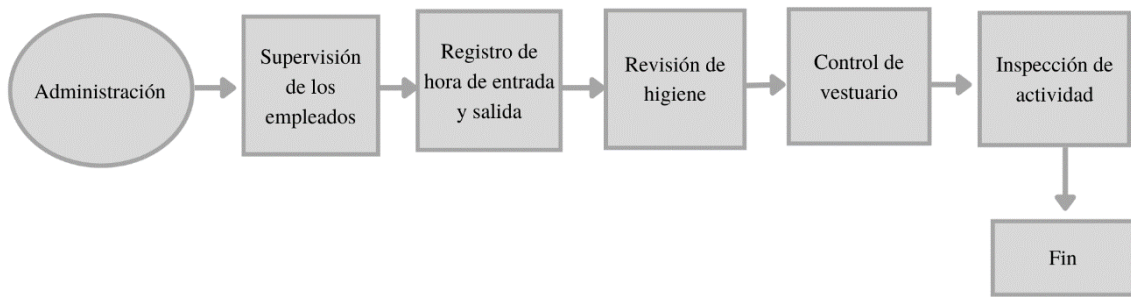 Administración
Supervisión
de los
empleados
Registro de
hora de entrada
y salida
Revisión de
higiene
Control de
vestuario
Inspección de
actividad
Fin